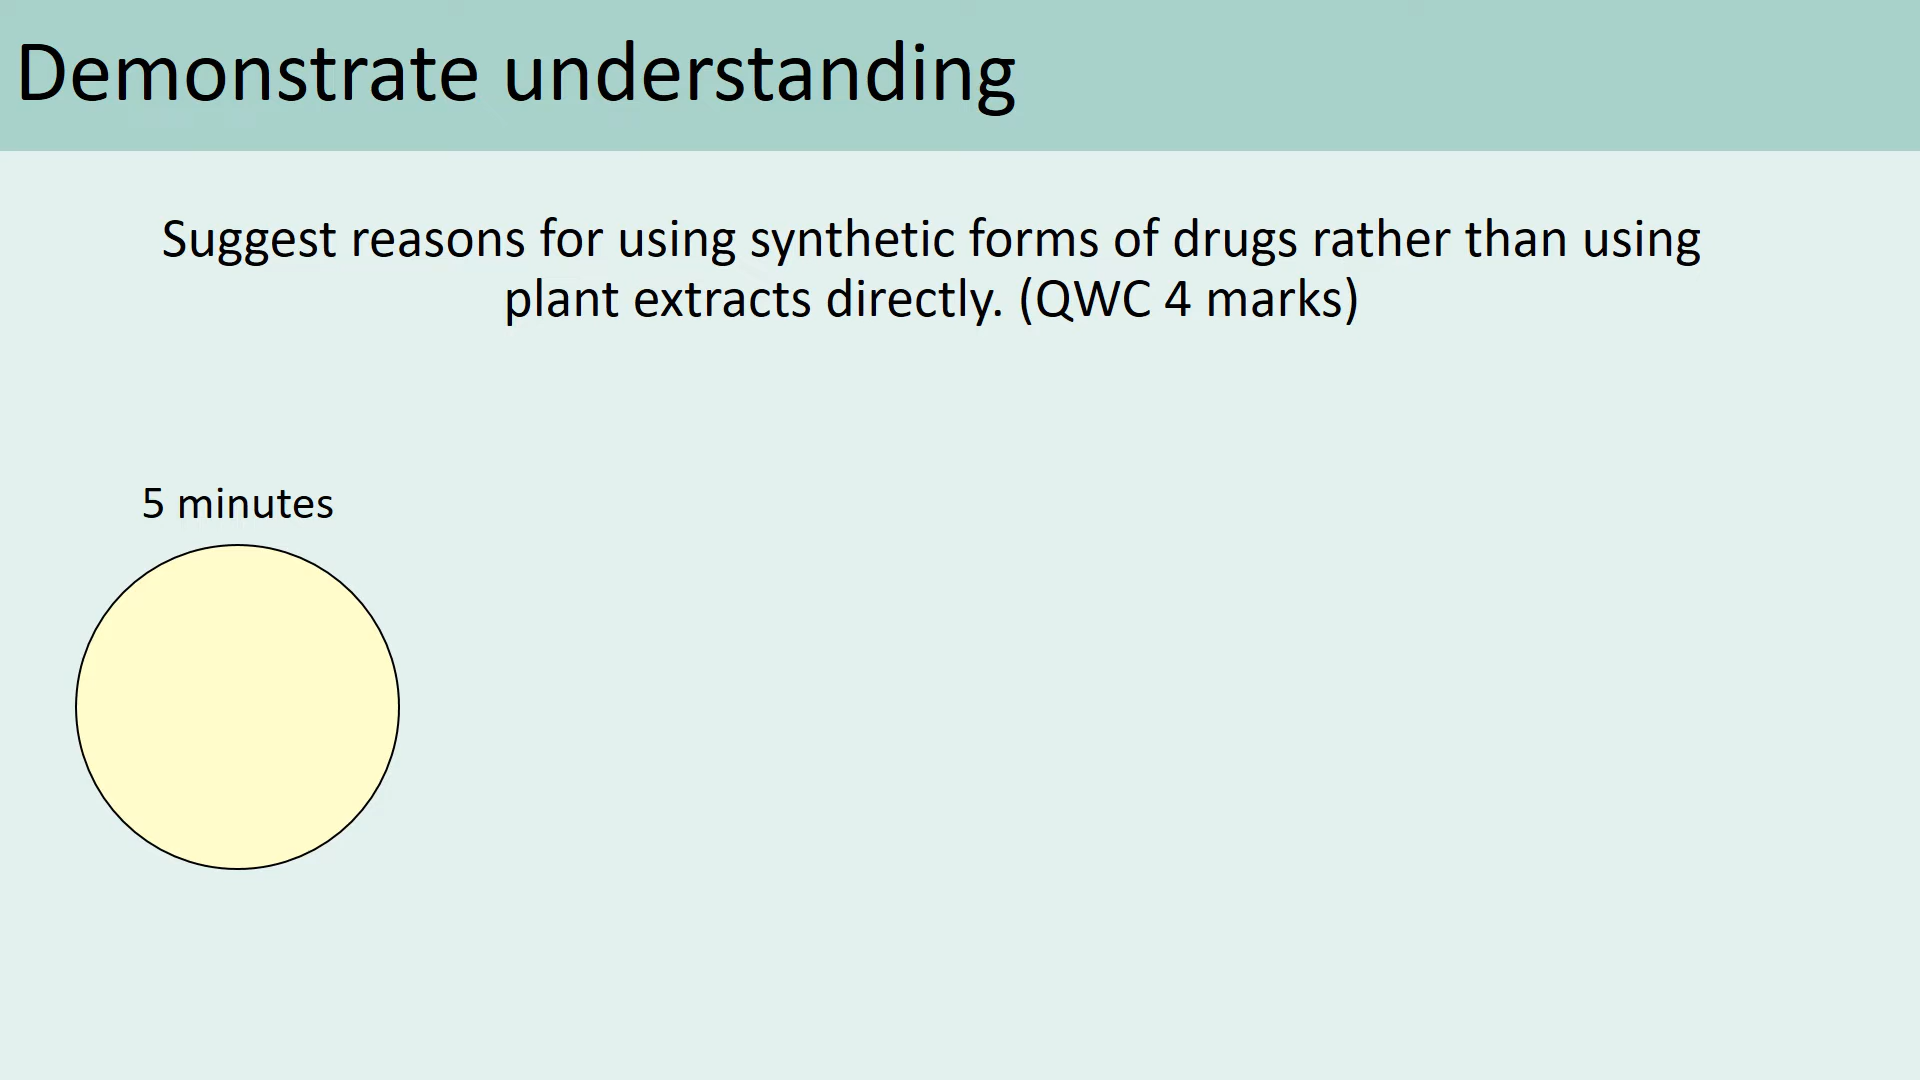 Demonstrate understanding
Suggest reasons for using synthetic forms of drugs rather than using
plant extracts directly. (QWC 4 marks)
5 minutes